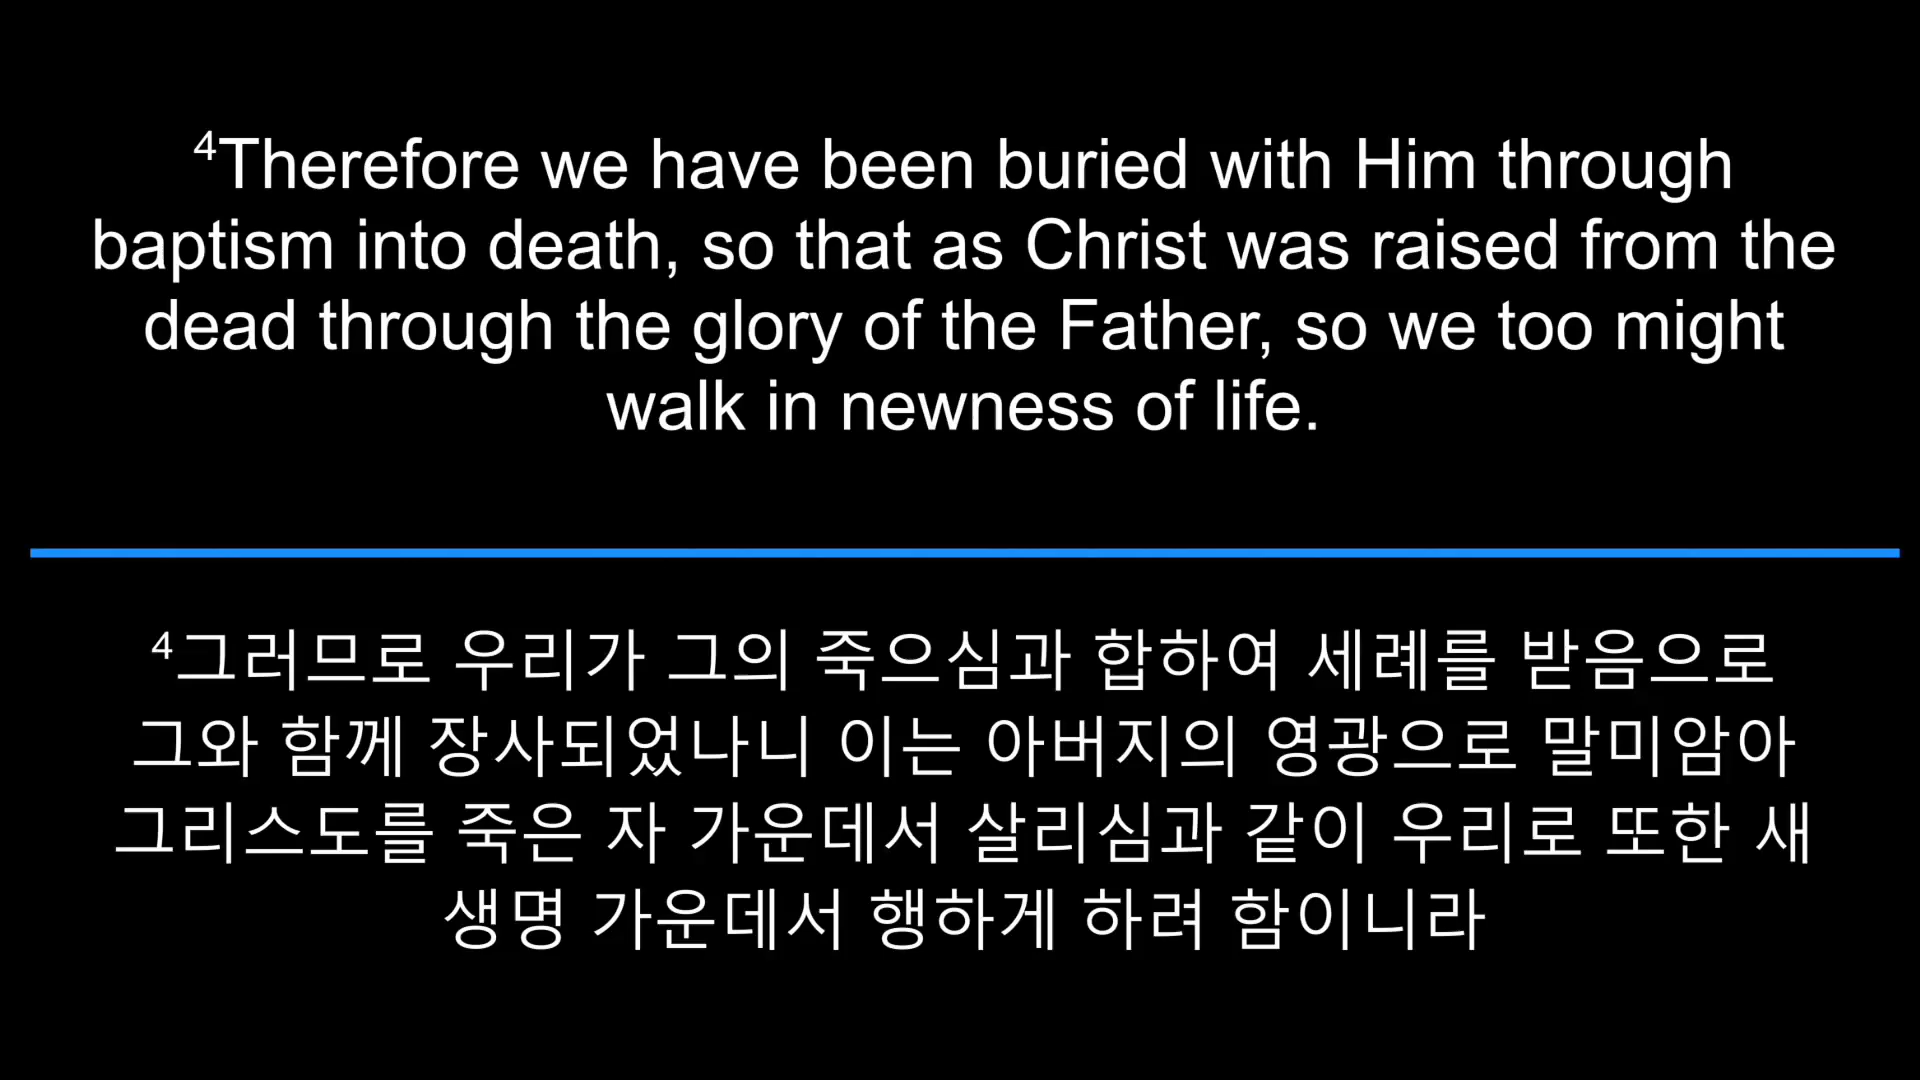 ⁴Therefore we have been buried with Him through
baptism into death, so that as Christ was raised from the
dead through the glory of the Father, so we too might
walk in newness of life.
⁴그러므로 우리가 그의 죽으심과 합하여 세례를 받음으로
그와 함께 장사되었나니 이는 아버지의 영광으로 말미암아
그리스도를 죽은 자 가운데서 살리심과 같이 우리로 또한 새
생명 가운데서 행하게 하려 함이니라